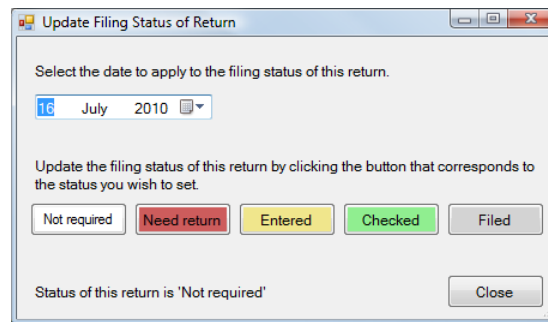 Update Filing Status of Return
Select the date to apply to the filing status of this return.
16 July 2010
Update the filing status of this return by clicking the button that corresponds to
the status you wish to set.
Not required Need return Entered Checked Filed
Status of this return is 'Not required' Close